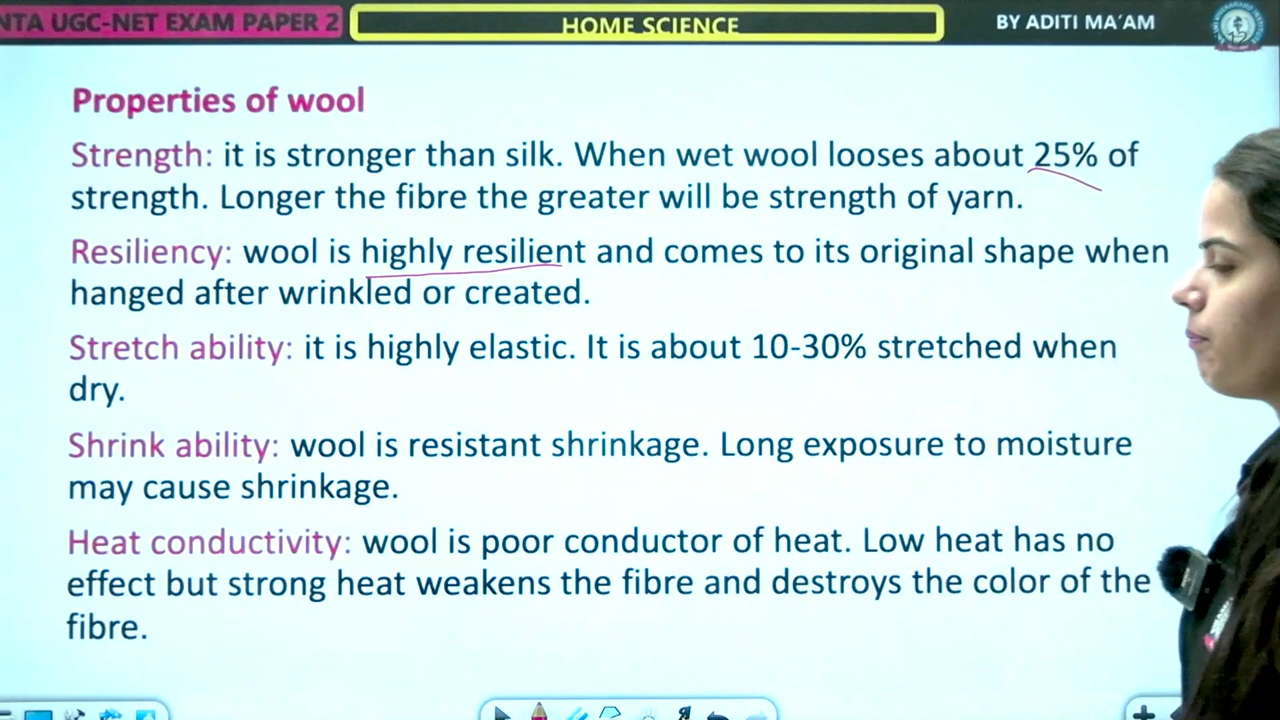 NTA UGC-NET EXAM PAPER 2
HOME SCIENCE
BY ADITI MA'AM
Properties of wool
Strength: it is stronger than silk. When wet wool looses about 25% of
strength. Longer the fibre the greater will be strength of yarn.
Resiliency: wool is highly resilient and comes to its original shape when
hanged after wrinkled or created.
Stretch ability: it is highly elastic. It is about 10-30% stretched when
dry.
Shrink ability: wool is resistant shrinkage. Long exposure to moisture
may cause shrinkage.
Heat conductivity: wool is poor conductor of heat. Low heat has no
effect but strong heat weakens the fibre and destroys the color of the
fibre.